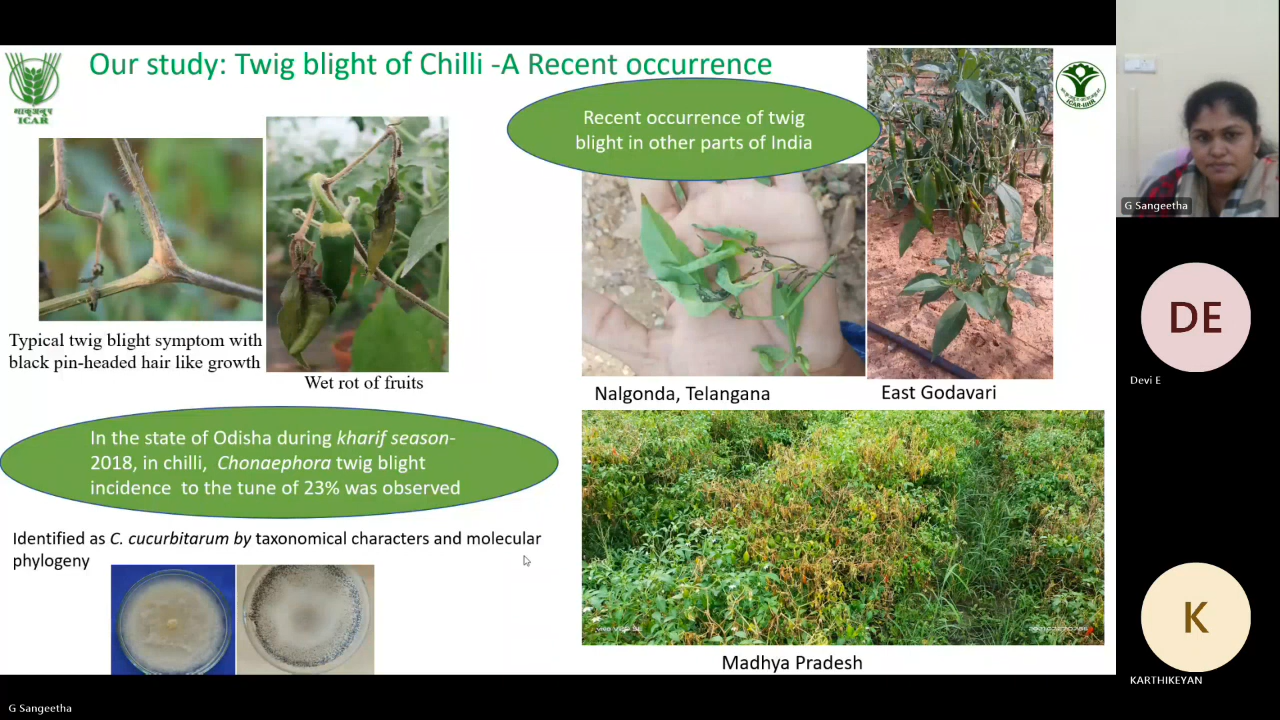 Our study: Twig blight of Chilli -A Recent occurrence
ICAR
Recent occurrence of twig
blight in other parts of India
ICAR-IIHR
G Sangeetha
DE
Devi E
Typical twig blight symptom with
black pin-headed hair like growth
Wet rot of fruits
Nalgonda, Telangana
East Godavari
In the state of Odisha during kharif season-
2018, in chilli, Chonaephora twig blight
incidence to the tune of 23% was observed
Identified as C. cucurbitarum by taxonomical characters and molecular
phylogeny
Madhya Pradesh
K
KARTHIKEYAN
G Sangeetha